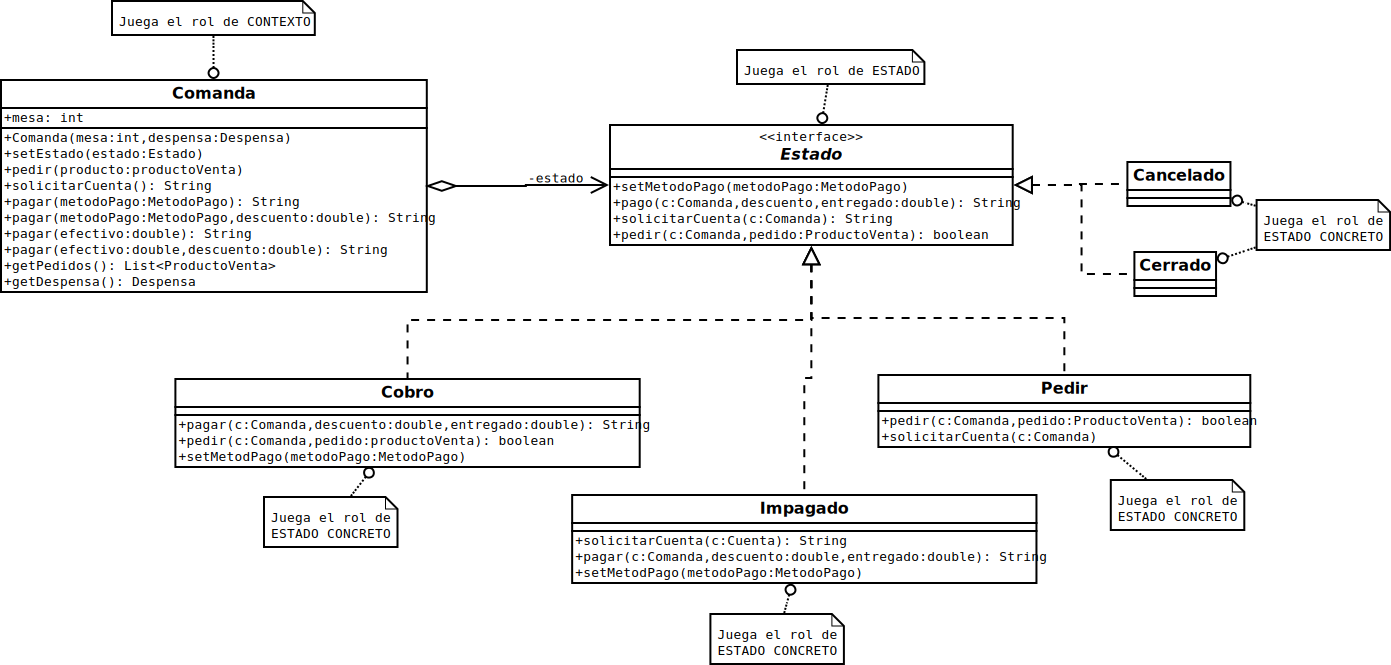 Juega el rol de CONTEXTO
Comanda
+mesa: int
+Comanda(mesa:int,despensa:Despensa)
+setEstado(estado:Estado)
+pedir(producto:productoVenta)
+solicitarCuenta(): String
+pagar(metodoPago:MetodoPago): String
+pagar(metodoPago:MetodoPago,descuento:double): String
+pagar(efectivo:double): String
+pagar(efectivo:double,descuento:double): String
+getPedidos(): List<ProductoVenta>
+getDespensa(): Despensa
-estado
Juega el rol de ESTADO
<<interface>>
Estado
+setMetodoPago(metodoPago:MetodoPago)
+pago(c:Comanda,descuento,entregado:double): String
+solicitarCuenta(c:Comanda): String
+pedir(c:Comanda,pedido:ProductoVenta): boolean
Cancelado
Cerrado
Juega el rol de
ESTADO CONCRETO
Cobro
+pagar(c:Comanda,descuento:double,entregado:double): String
+pedir(c:Comanda,pedido:productoVenta): boolean
+setMetodPago(metodoPago:MetodoPago)
Juega el rol de
ESTADO CONCRETO
Pedir
+pedir(c:Comanda,pedido:ProductoVenta): boolean
+solicitarCuenta(c:Comanda)
Juega el rol de
ESTADO CONCRETO
Impagado
+solicitarCuenta(c:Cuenta): String
+pagar(c:Comanda,descuento:double,entregado:double): String
+setMetodPago(metodoPago:MetodoPago)
Juega el rol de
ESTADO CONCRETO